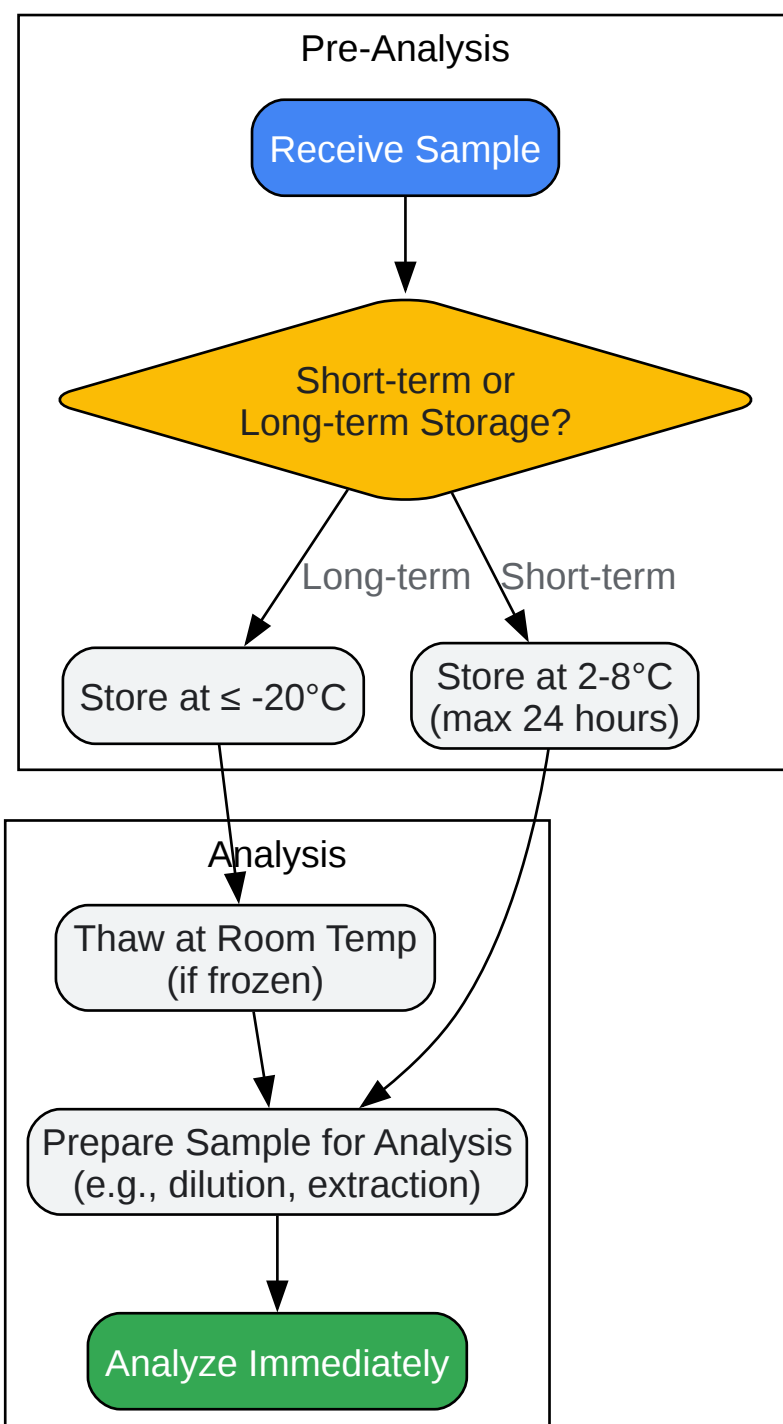 Pre-Analysis
Receive Sample
Short-term or
Long-term Storage?
Long-term
Short-term
Store at ≤ -20°C
Store at 2-8°C
(max 24 hours)
Analysis
Thaw at Room Temp
(if frozen)
Prepare Sample for Analysis
(e.g., dilution, extraction)
Analyze Immediately